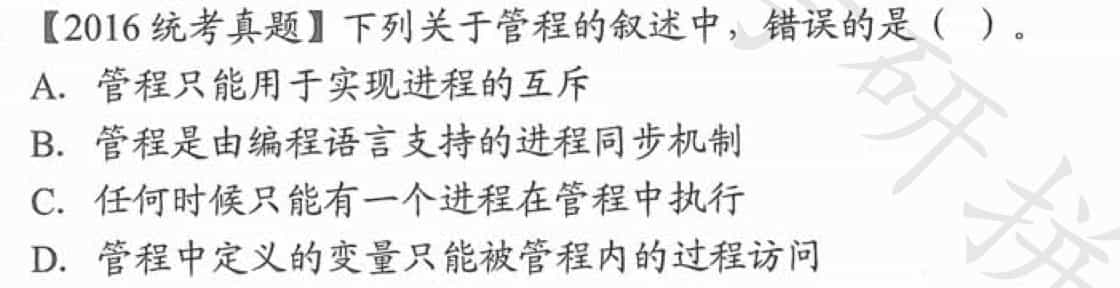 【2016 统考真题】下列关于管程的叙述中，错误的是（ ）。
A. 管程只能用于实现进程的互斥
B. 管程是由编程语言支持的进程同步机制
C. 任何时候只能有一个进程在管程中执行
D. 管程中定义的变量只能被管程内的过程访问
研
拼